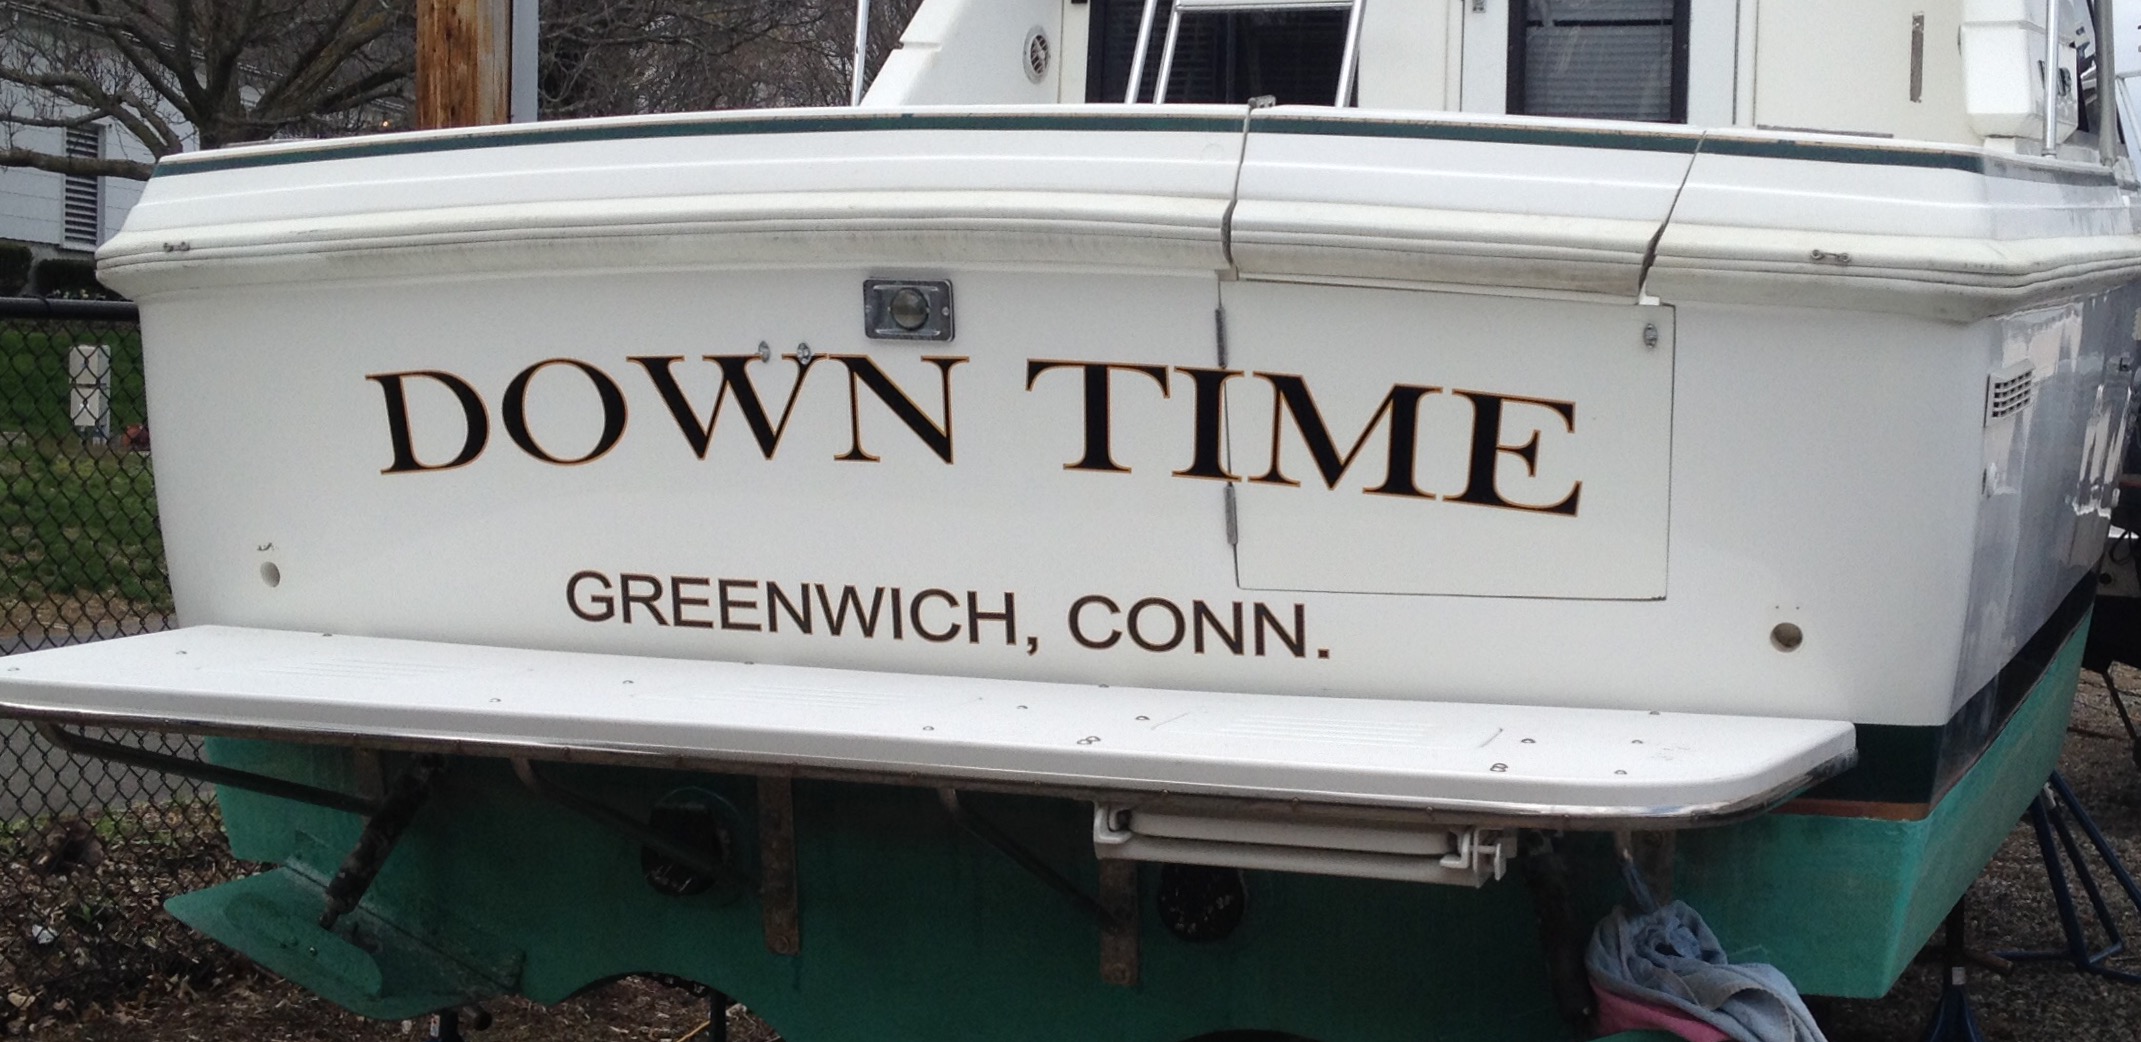 DOWN TIME
GREENWICH, CONN.